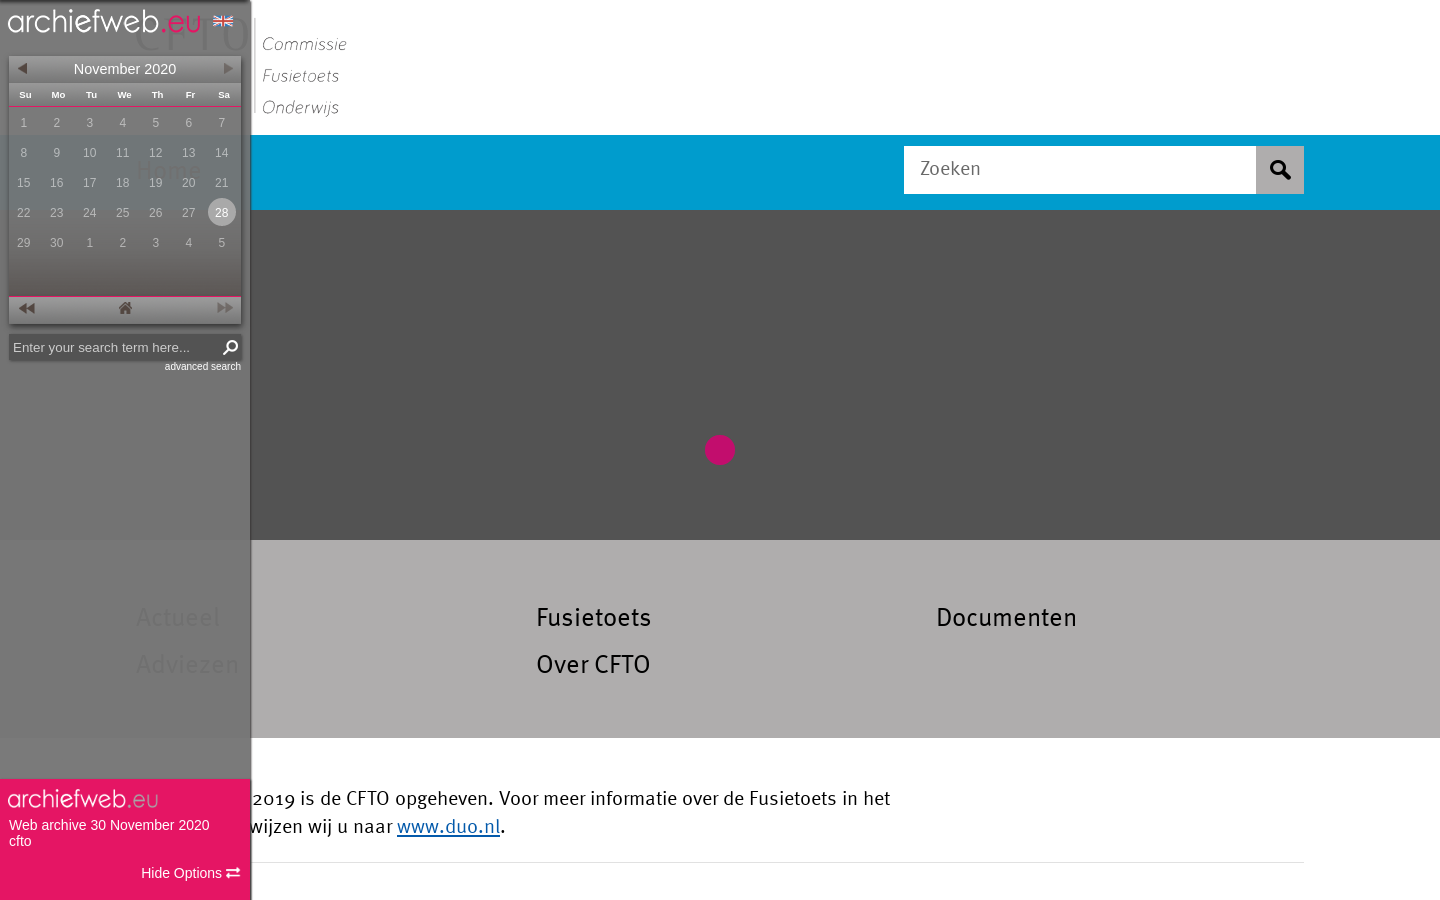 archiefweb.eu
November 2020
Su Mo Tu We Th Fr Sa
1 2 3 4 5 6 7
8 9 10 11 12 13 14
15 16 17 18 19 20 21
22 23 24 25 26 27 28
29 30 1 2 3 4 5
Enter your search term here...
advanced search
CFTO
Commissie
Fusietoets
Onderwijs
Home
Zoeken
Actueel
Fusietoets
Documenten
Adviezen
Over CFTO
2019 is de CFTO opgeheven. Voor meer informatie over de Fusietoets in het
wijzen wij u naar www.duo.nl.
archiefweb.eu
Web archive 30 November 2020
cfto
Hide Options